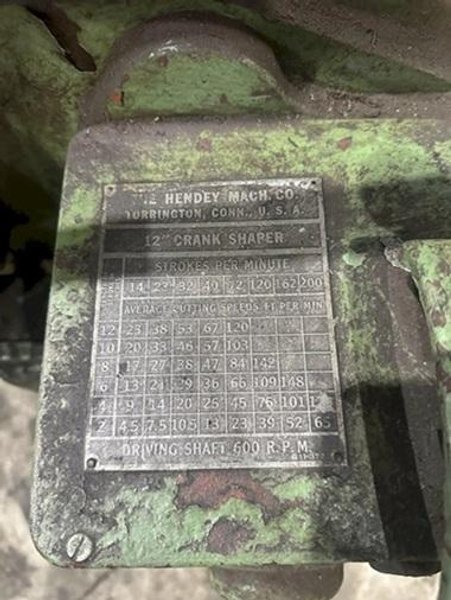 HENDEY MACH. CO.
TORRINGTON, CONN., U. S. A.
12" CRANK SHAPER
STROKES PER MINUTE
14 23 32 40 72 120 162 200
AVERAGE CUTTING SPEEDS FT PER MIN
12 23 38 53 67 120
10 20 33 46 57 103
8 17 27 38 47 84 142
6 13 21 29 36 66 109 148
4 9 14 20 25 45 76 101
2 4.5 7.5 10.5 13 23 39 52 65
DRIVING SHAFT 600 R.P.M.